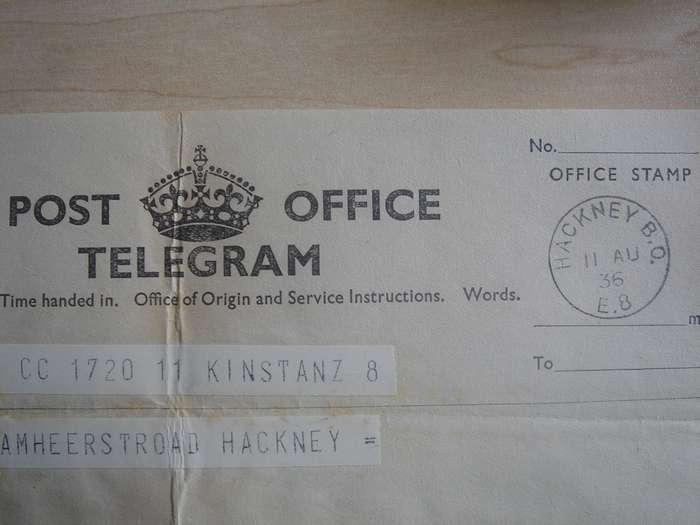 No.
OFFICE STAMP
POST OFFICE
TELEGRAM
HACKNEY B.O.
11 AU
36
E.8
Time handed in. Office of Origin and Service Instructions. Words.
m
To
CC 1720 11 KINSTANZ 8
AMHEERSTROAD HACKNEY =